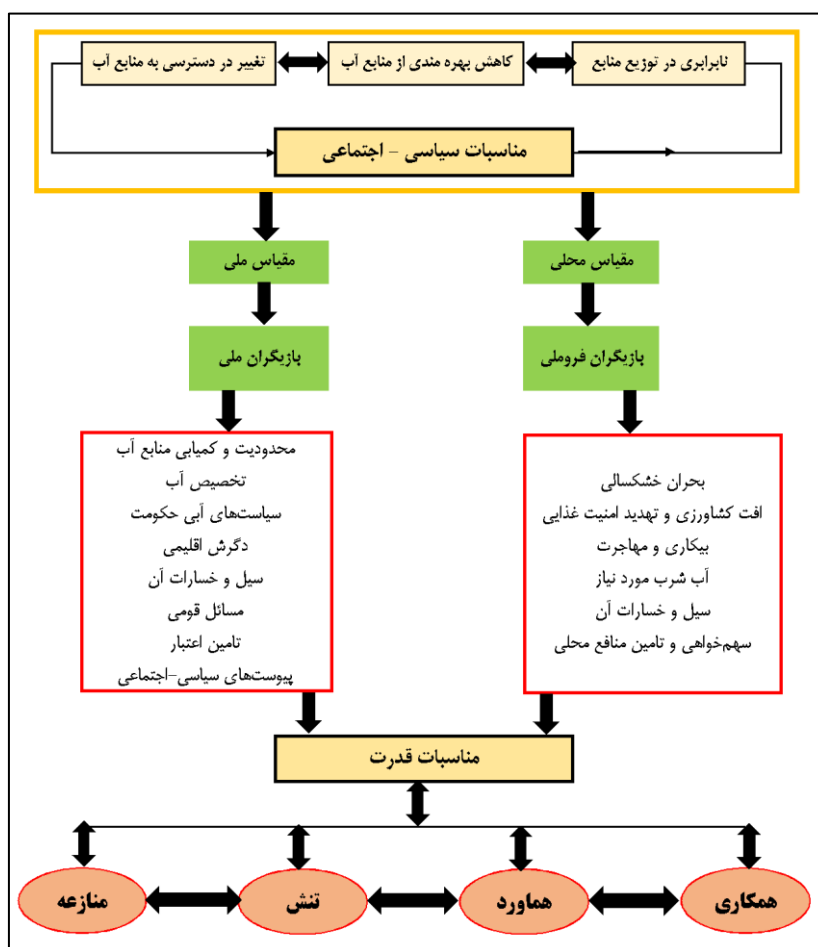 نابرابری در توزیع منابع
کاهش بهره مندی از منابع آب
تغییر در دسترسی به منابع آب
مناسبات سیاسی – اجتماعی
مقیاس محلی
مقیاس ملی
بازیگران فروملی
بازیگران ملی
بحران خشکسالی
افت کشاورزی و تهدید امنیت غذایی
بیکاری و مهاجرت
آب شرب مورد نیاز
سیل و خسارات آن
سهم‌خواهی و تامین منافع محلی
محدودیت و کمیابی منابع آب
تخصیص آب
سیاست‌های آبی حکومت
دگرش اقلیمی
سیل و خسارات آن
مسائل قومی
تامین اعتبار
پیوست‌های سیاسی–اجتماعی
مناسبات قدرت
همکاری
هماورد
تنش
منازعه